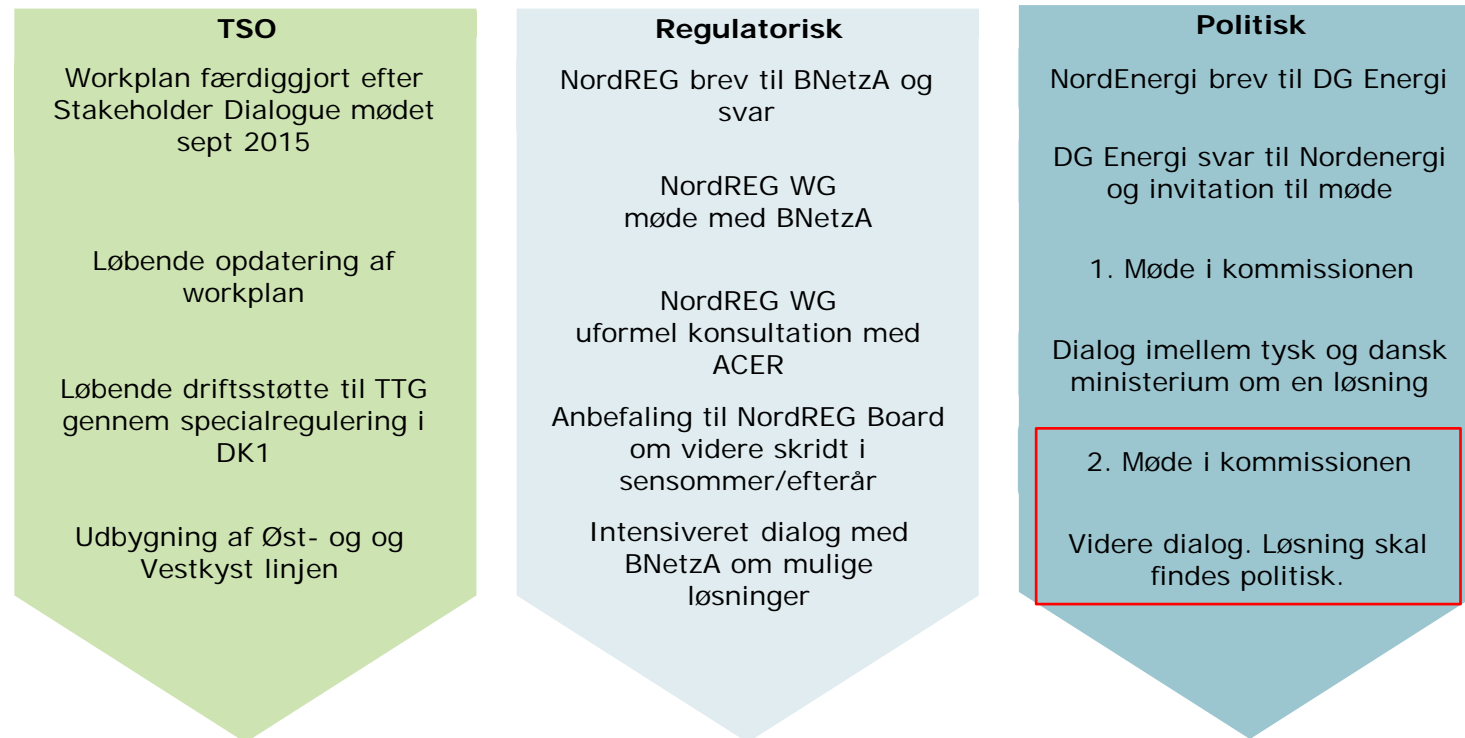 TSO
Workplan færdiggjort efter
Stakeholder Dialogue mødet
sept 2015
Løbende opdatering af
workplan
Løbende driftsstøtte til TTG
gennem specialregulering i
DK1
Udbygning af Øst- og og
Vestkyst linjen
Regulatorisk
NordREG brev til BNetzA og
svar
NordREG WG
møde med BNetzA
NordREG WG
uformel konsultation med
ACER
Anbefaling til NordREG Board
om videre skridt i
sensommer/efterår
Intensiveret dialog med
BNetzA om mulige
løsninger
Politisk
NordEnergi brev til DG Energi
DG Energi svar til Nordenergi
og invitation til møde
1. Møde i kommissionen
Dialog imellem tysk og dansk
ministerium om en løsning
2. Møde i kommissionen
Videre dialog. Løsning skal
findes politisk.